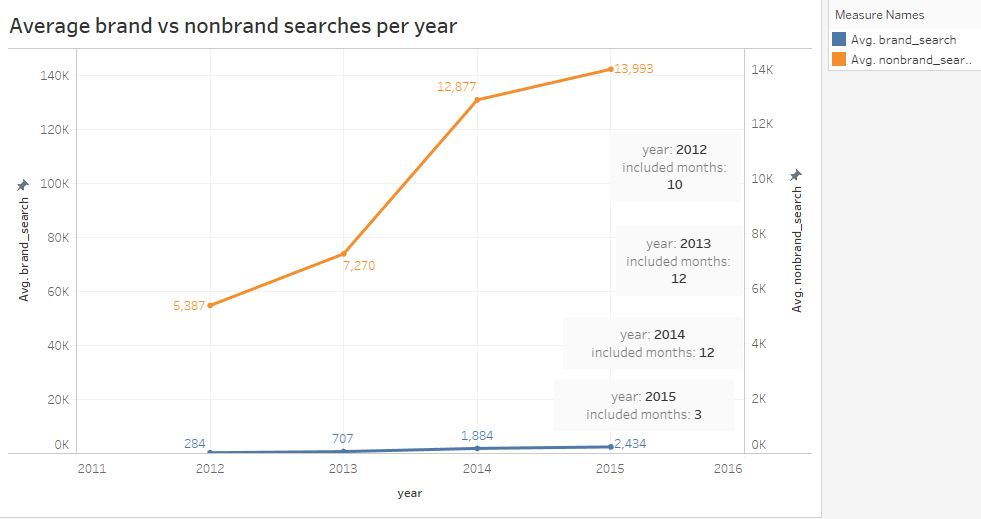 Average brand vs nonbrand searches per year
Measure Names
Avg. brand_search
Avg. nonbrand_sear..
140K
120K
100K
80K
60K
40K
20K
0K
Avg. brand_search
14K
12K
10K
8K
6K
4K
2K
0K
Avg. nonbrand_search
5,387
7,270
12,877
13,993
284
707
1,884
2,434
year: 2012
included months:
10
year: 2013
included months:
12
year: 2014
included months: 12
year: 2015
included months: 3
2011
2012
2013
2014
2015
2016
year